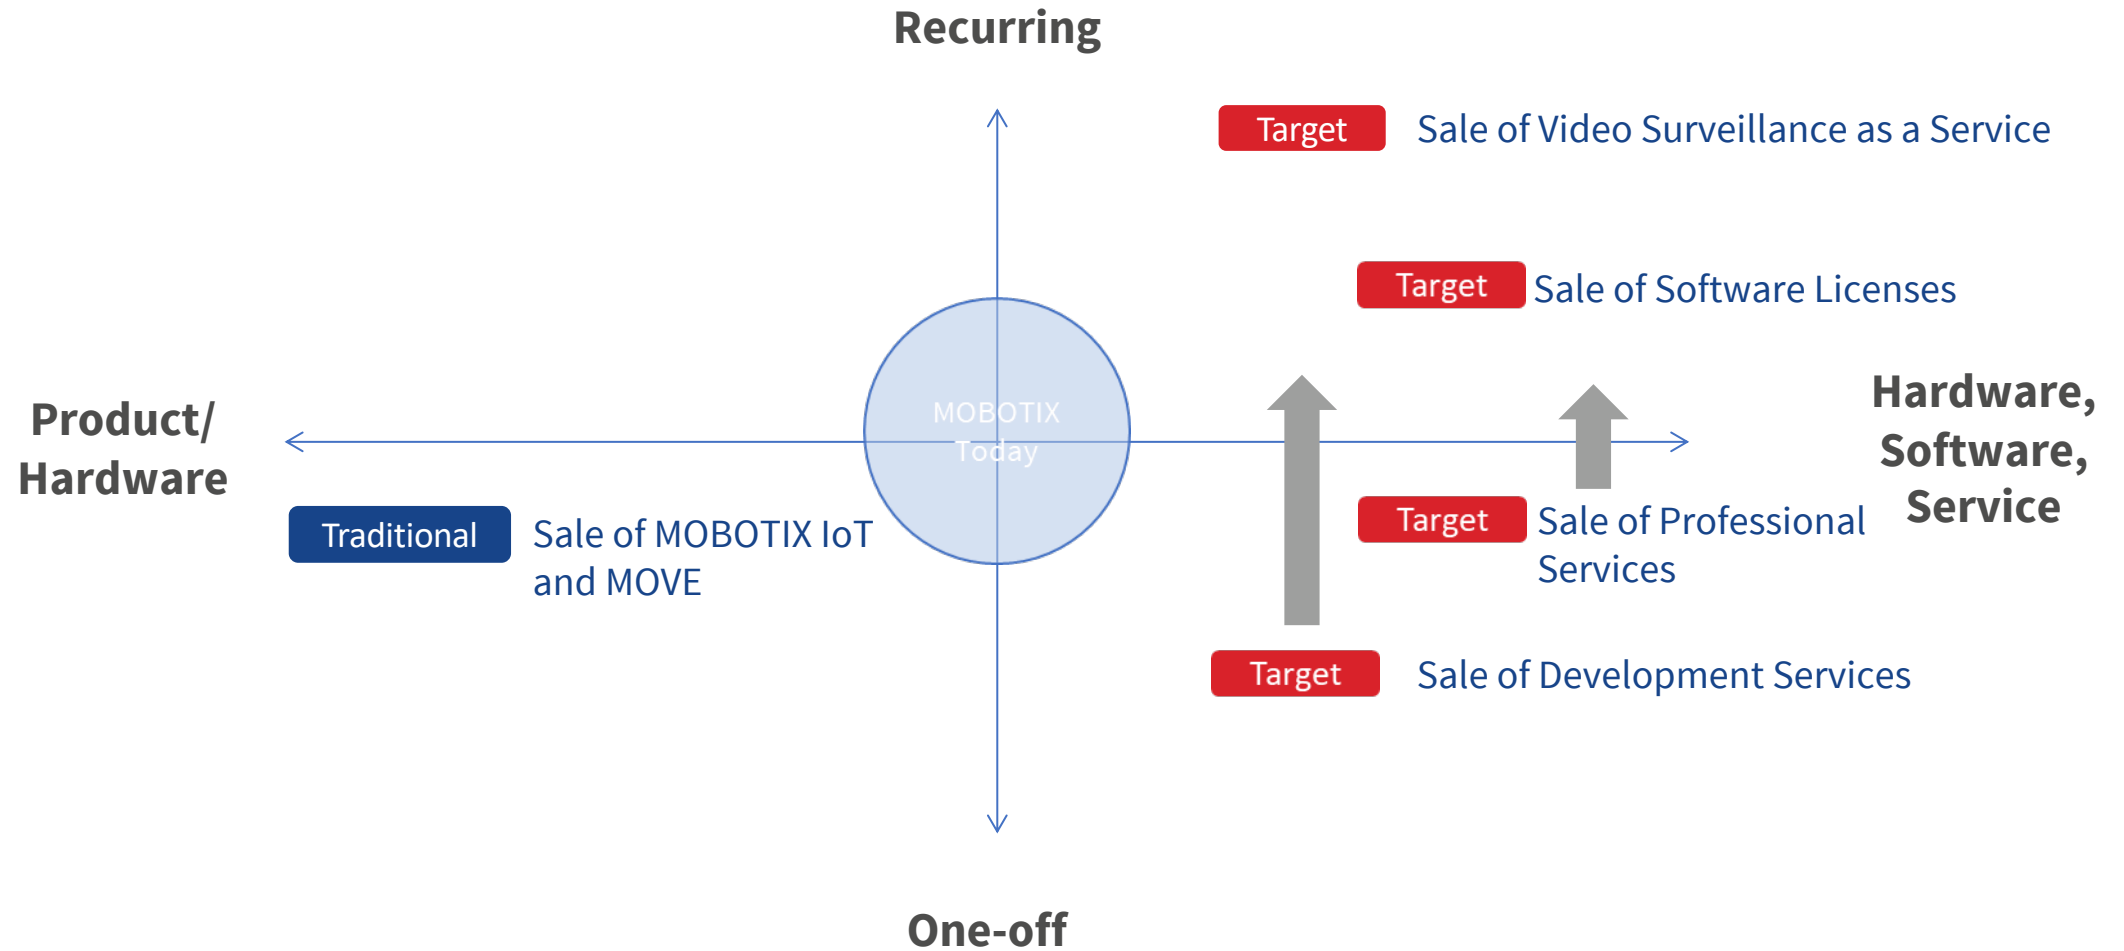 Recurring
Target
Sale of Video Surveillance as a Service
Target
Sale of Software Licenses
Product/
Hardware
MOBOTIX
Today
Hardware,
Software,
Service
Traditional
Sale of MOBOTIX IoT
and MOVE
Target
Sale of Professional
Services
Target
Sale of Development Services
One-off